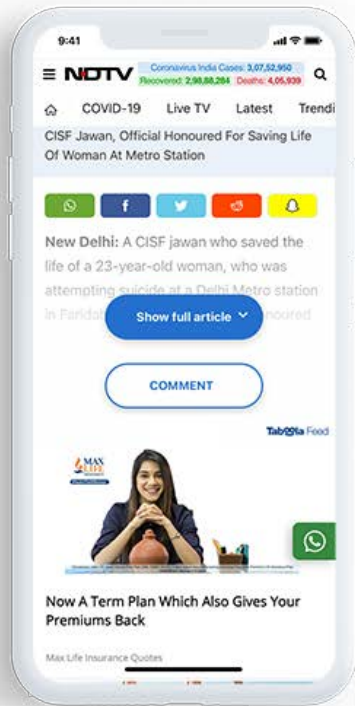 9:41
NDTV
Coronavirus India Cases: 3,07,52,950
Recovered: 2,98,88,284 Deaths: 4,05,939
COVID-19 Live TV Latest Trendi
CISF Jawan, Official Honoured For Saving Life
Of Woman At Metro Station
New Delhi: A CISF jawan who saved the
life of a 23-year-old woman, who was
attempting suicide at a Delhi Metro station
in Faridab
Show full article
COMMENT
Taboola Feed
MAX
LIFE
INSURANCE
Now A Term Plan Which Also Gives Your
Premiums Back
Max Life Insurance Quotes